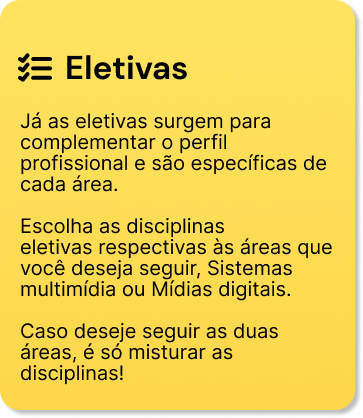 Eletivas
Já as eletivas surgem para
complementar o perfil
profissional e são específicas de
cada área.
Escolha as disciplinas
eletivas respectivas às áreas que
você deseja seguir, Sistemas
multimídia ou Mídias digitais.
Caso deseje seguir as duas
áreas, é só misturar as
disciplinas!